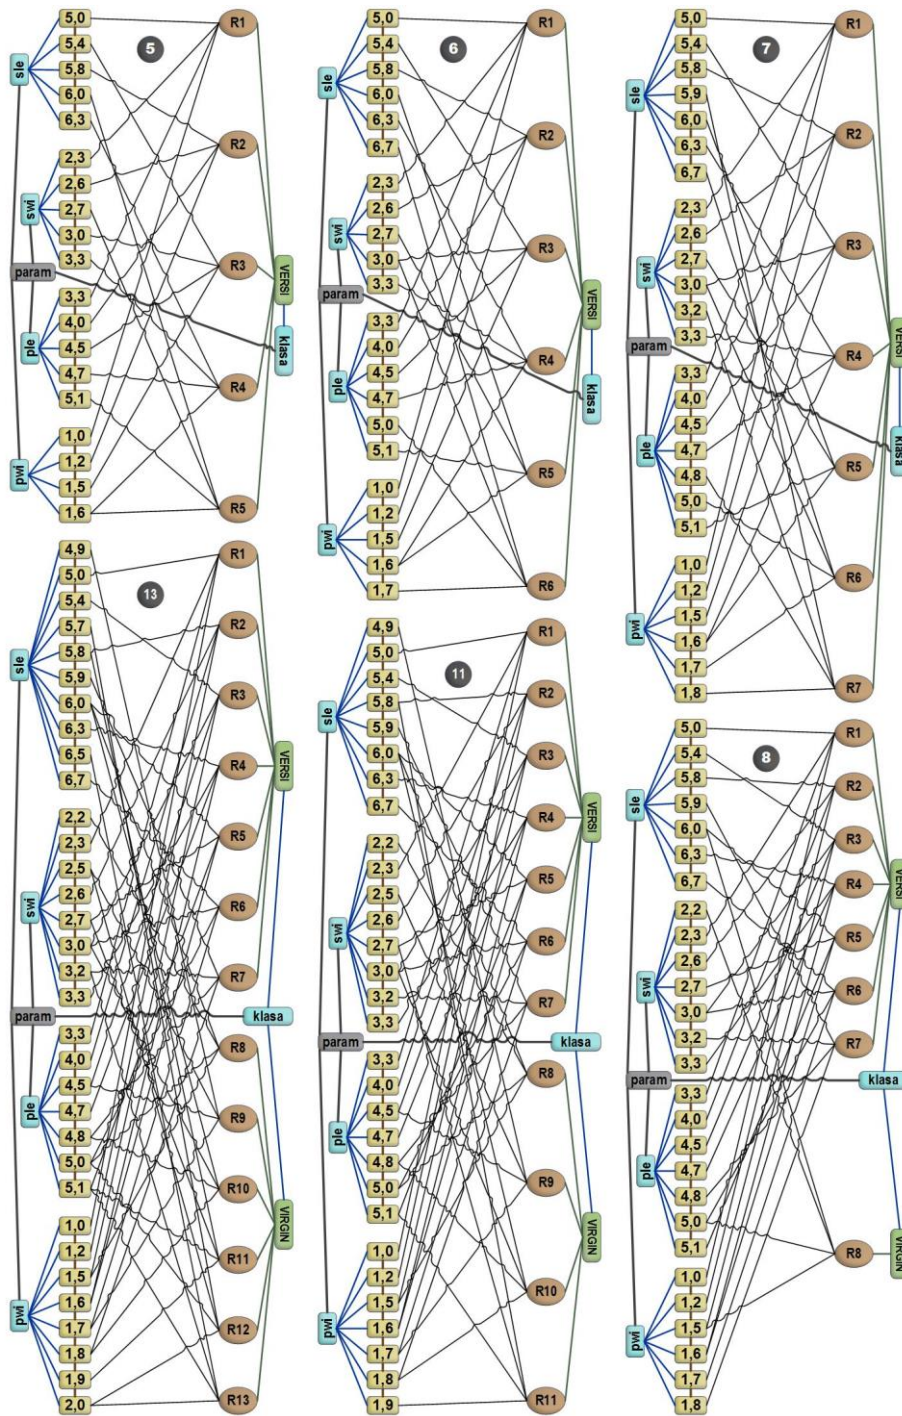 5
sle
5,0
5,4
5,8
6,0
6,3
swi
2,3
2,6
2,7
3,0
3,3
param
ple
3,3
4,0
4,5
4,7
5,1
pwi
1,0
1,2
1,5
1,6
R1
R2
R3
R4
R5
VERSI
klasa
6
sle
5,0
5,4
5,8
6,0
6,3
6,7
swi
2,3
2,6
2,7
3,0
3,3
param
ple
3,3
4,0
4,5
4,7
5,0
5,1
pwi
1,0
1,2
1,5
1,6
1,7
R1
R2
R3
R4
R5
R6
VERSI
klasa
7
sle
5,0
5,4
5,8
5,9
6,0
6,3
6,7
swi
2,3
2,6
2,7
3,0
3,2
3,3
param
ple
3,3
4,0
4,5
4,7
4,8
5,0
5,1
pwi
1,0
1,2
1,5
1,6
1,7
1,8
R1
R2
R3
R4
R5
R6
R7
VERSI
klasa
13
sle
4,9
5,0
5,4
5,7
5,8
5,9
6,0
6,3
6,5
6,7
swi
2,2
2,3
2,5
2,6
2,7
3,0
3,2
3,3
param
ple
3,3
4,0
4,5
4,7
4,8
5,0
5,1
pwi
1,0
1,2
1,5
1,6
1,7
1,8
1,9
2,0
R1
R2
R3
R4
R5
R6
R7
R8
R9
R10
R11
R12
R13
VERSI
klasa
VIRGIN
11
sle
4,9
5,0
5,4
5,8
5,9
6,0
6,3
6,7
swi
2,2
2,3
2,5
2,6
2,7
3,0
3,2
3,3
param
ple
3,3
4,0
4,5
4,7
4,8
5,0
5,1
pwi
1,0
1,2
1,5
1,6
1,7
1,8
1,9
R1
R2
R3
R4
R5
R6
R7
R8
R9
R10
R11
VERSI
klasa
VIRGIN
8
sle
5,0
5,4
5,8
5,9
6,0
6,3
6,7
swi
2,2
2,3
2,6
2,7
3,0
3,2
3,3
param
ple
3,3
4,0
4,5
4,7
4,8
5,0
5,1
pwi
1,0
1,2
1,5
1,6
1,7
1,8
R1
R2
R3
R4
R5
R6
R7
R8
VERSI
klasa
VIRGIN